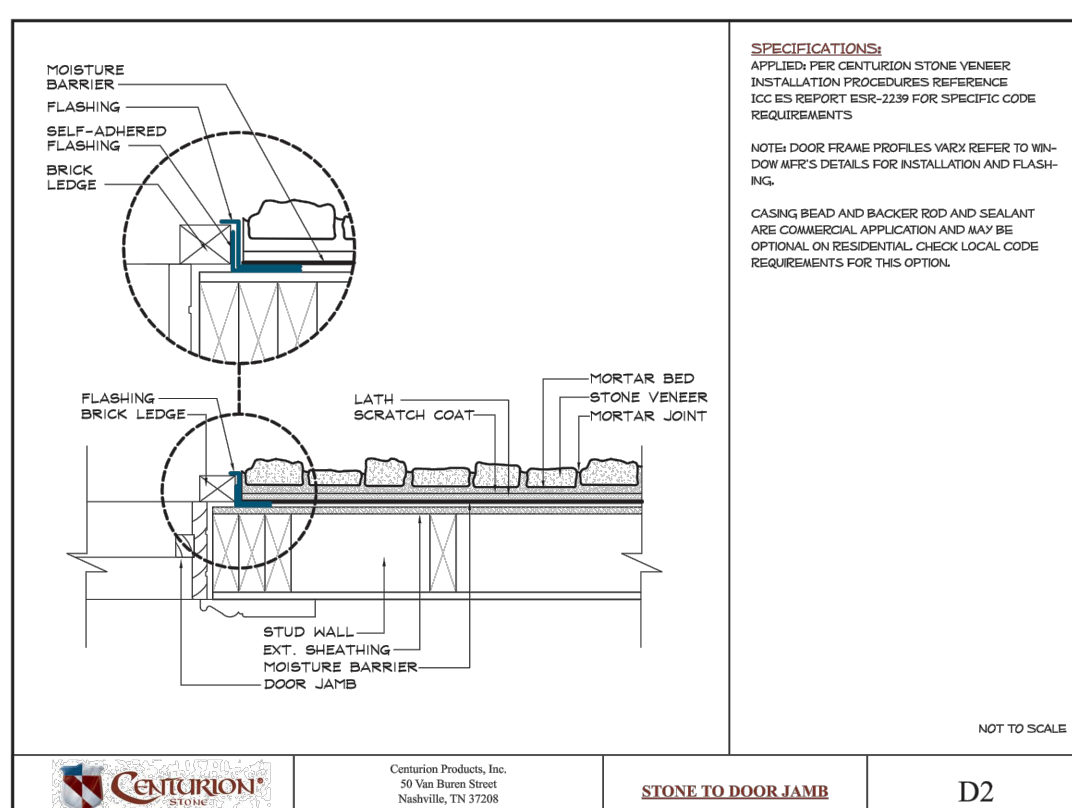 MOISTURE
BARRIER
FLASHING
SELF-ADHERED
FLASHING
BRICK
LEDGE
FLASHING
BRICK LEDGE
LATH
SCRATCH COAT
MORTAR BED
STONE VENEER
MORTAR JOINT
STUD WALL
EXT. SHEATHING
MOISTURE BARRIER
DOOR JAMB
SPECIFICATIONS:
APPLIED: PER CENTURION STONE VENEER
INSTALLATION PROCEDURES REFERENCE
ICC ES REPORT ESR-2239 FOR SPECIFIC CODE
REQUIREMENTS
NOTE: DOOR FRAME PROFILES VARY. REFER TO WIN-
DOW MFR'S DETAILS FOR INSTALLATION AND FLASH-
ING.
CASING BEAD AND BACKER ROD AND SEALANT
ARE COMMERCIAL APPLICATION AND MAY BE
OPTIONAL ON RESIDENTIAL. CHECK LOCAL CODE
REQUIREMENTS FOR THIS OPTION.
NOT TO SCALE
CENTURION®
STONE
Centurion Products, Inc.
50 Van Buren Street
Nashville, TN 37208
STONE TO DOOR JAMB
D2